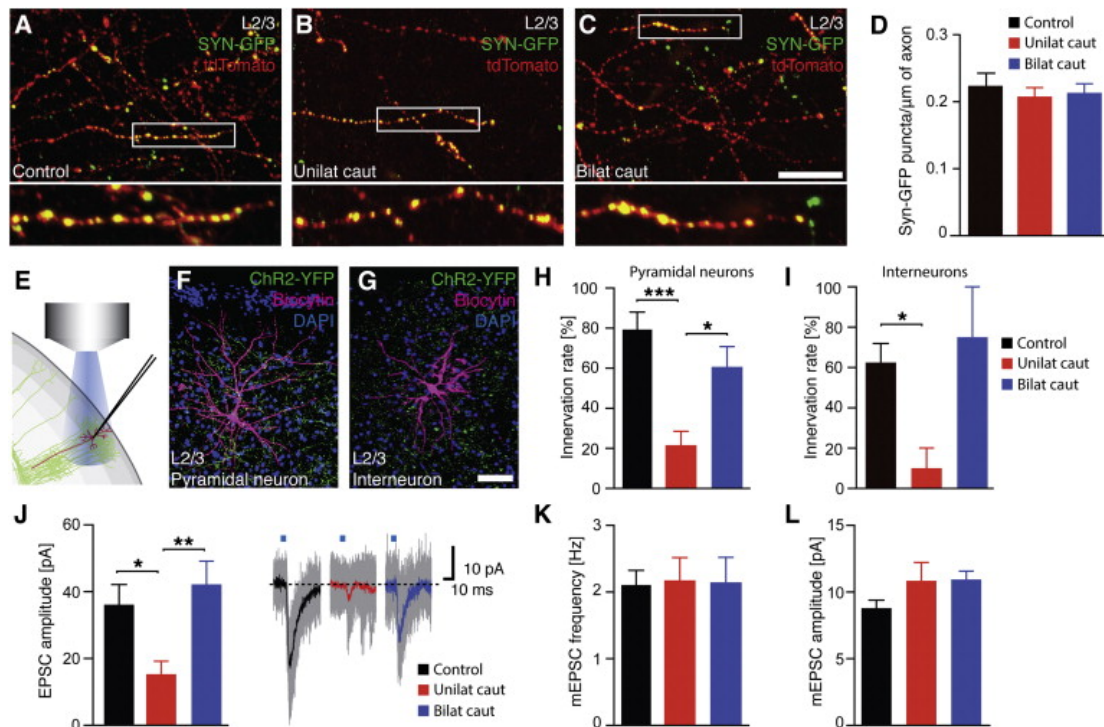 A
L2/3
SYN-GFP
tdTomato
Control
B
L2/3
SYN-GFP
tdTomato
Unilat caut
C
L2/3
SYN-GFP
tdTomato
Bilat caut
D
Control
Unilat caut
Bilat caut
Syn-GFP puncta/μm of axon
0.3
0.2
0.1
0
E
F
ChR2-YFP
Biocytin
DAPI
L2/3
Pyramidal neuron
G
ChR2-YFP
Biocytin
DAPI
L2/3
Interneuron
H
Pyramidal neurons
Innervation rate [%]
100
80
60
40
20
0
***
*
I
Interneurons
Innervation rate [%]
100
80
60
40
20
0
*
Control
Unilat caut
Bilat caut
J
EPSC amplitude [pA]
60
40
20
0
*
**
10 pA
10 ms
Control
Unilat caut
Bilat caut
K
mEPSC frequency [Hz]
3
2
1
0
L
mEPSC amplitude [pA]
15
10
5
0